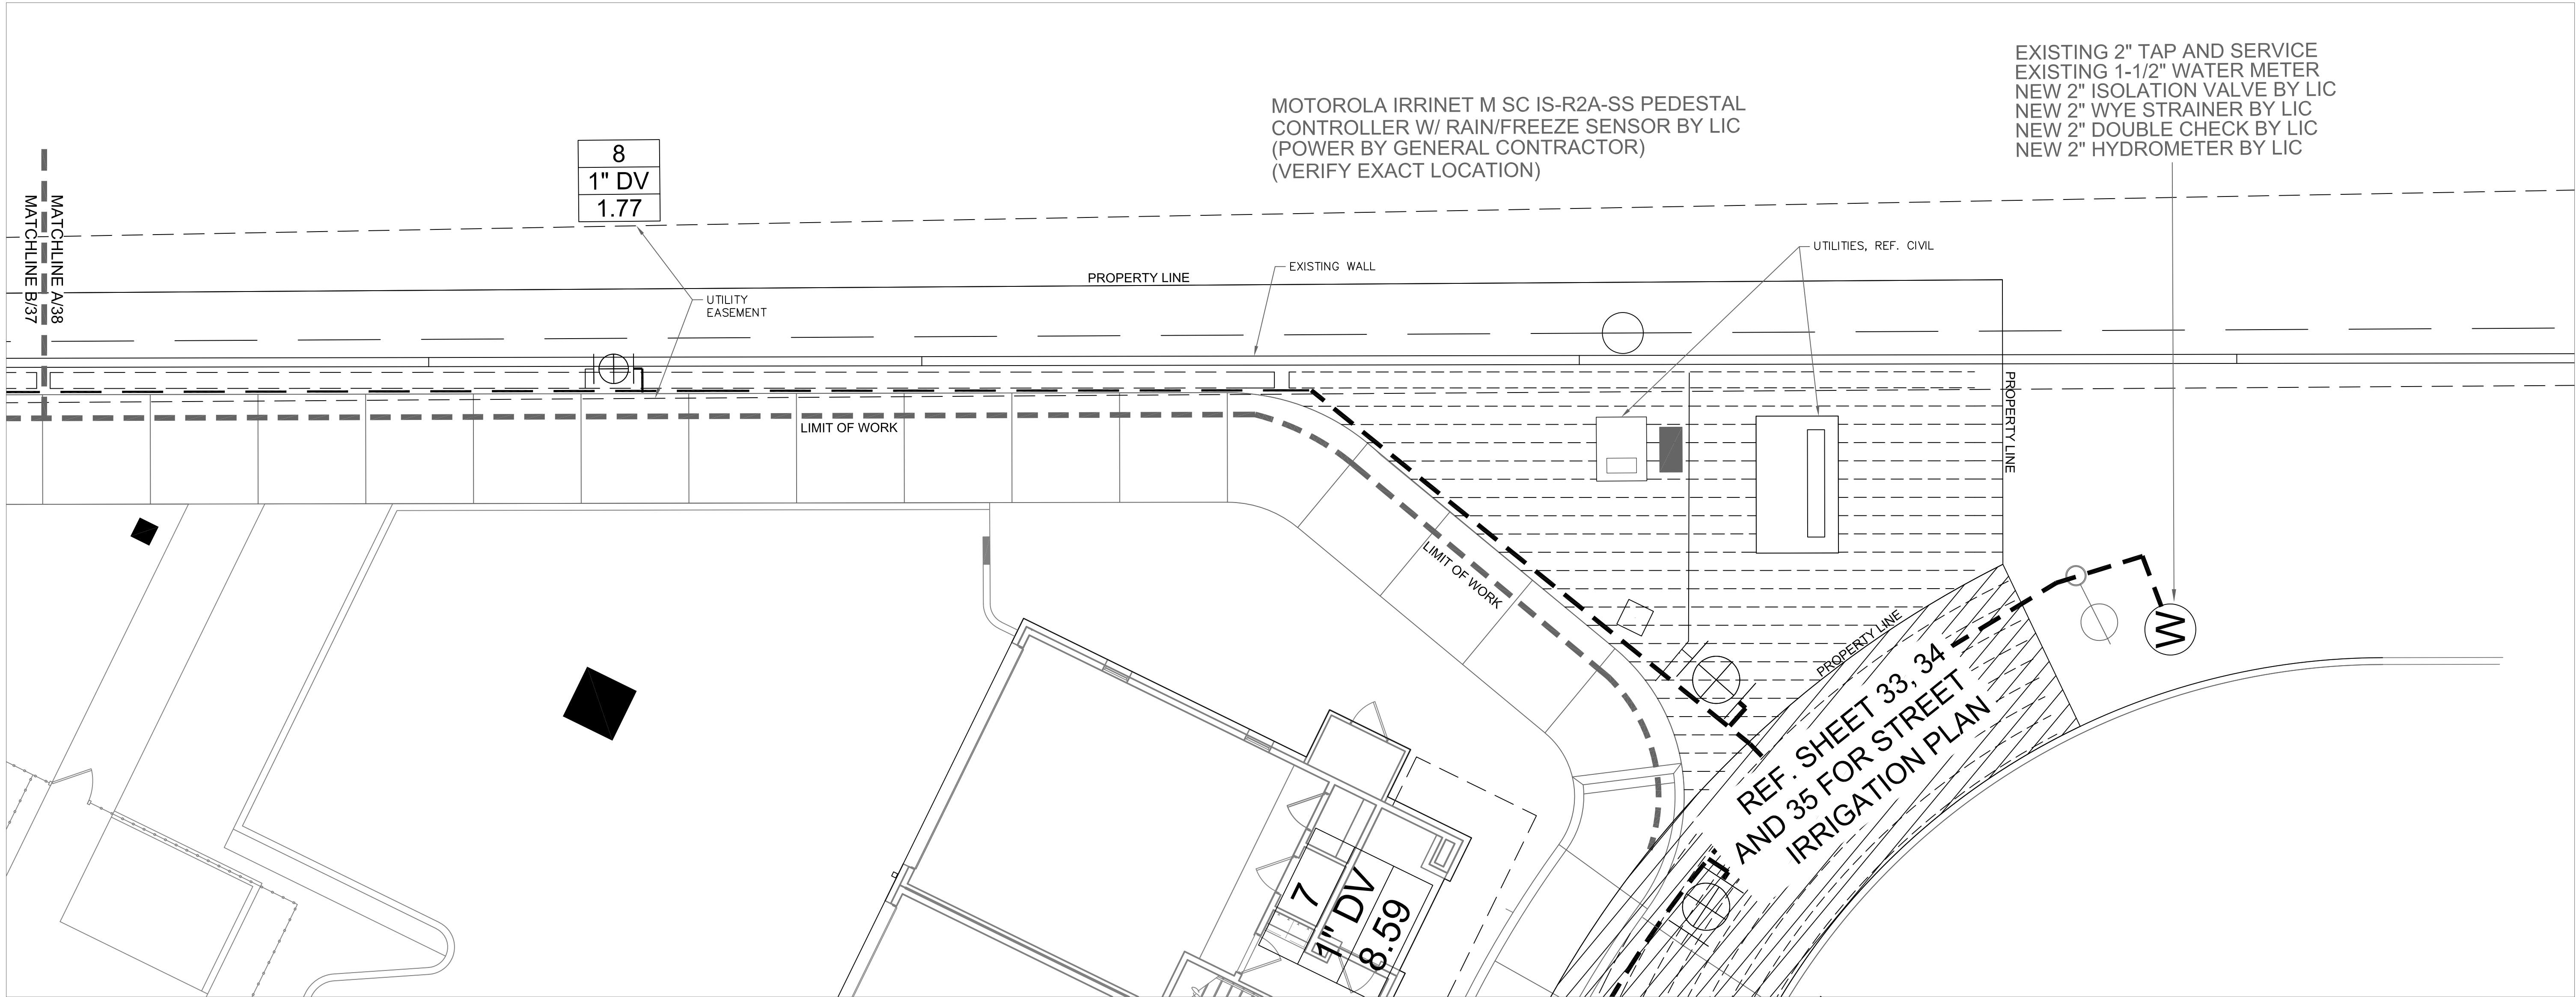 EXISTING 2" TAP AND SERVICE
EXISTING 1-1/2" WATER METER
NEW 2" ISOLATION VALVE BY LIC
NEW 2" WYE STRAINER BY LIC
NEW 2" DOUBLE CHECK BY LIC
NEW 2" HYDROMETER BY LIC
MOTOROLA IRRINET M SC IS-R2A-SS PEDESTAL
CONTROLLER W/ RAIN/FREEZE SENSOR BY LIC
(POWER BY GENERAL CONTRACTOR)
(VERIFY EXACT LOCATION)
8
1" DV
1.77
MATCHLINE A/38
MATCHLINE B/37
UTILITIES, REF. CIVIL
EXISTING WALL
PROPERTY LINE
UTILITY
EASEMENT
PROPERTY LINE
LIMIT OF WORK
LIMIT OF WORK
PROPERTY LINE
W
REF. SHEET 33, 34
AND 35 FOR STREET
IRRIGATION PLAN
7
1" DV
8.59